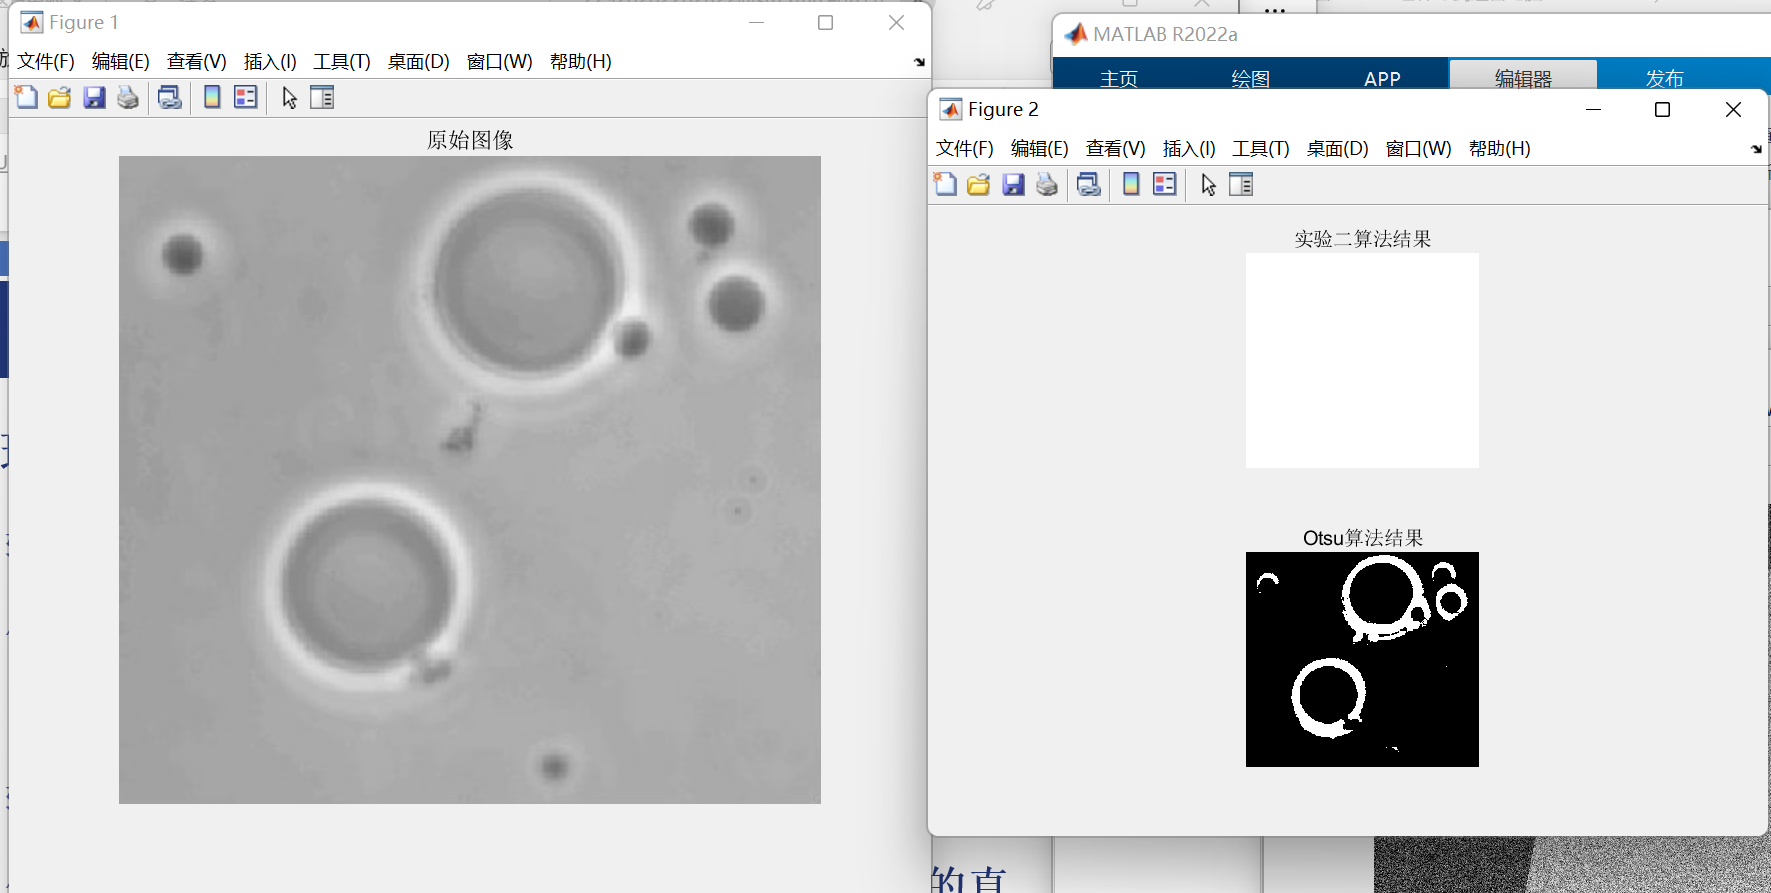 Figure 1
文件(F) 编辑(E) 查看(V) 插入(I) 工具(T) 桌面(D) 窗口(W) 帮助(H)
原始图像
MATLAB R2022a
主页 绘图 APP 编辑器 发布
Figure 2
文件(F) 编辑(E) 查看(V) 插入(I) 工具(T) 桌面(D) 窗口(W) 帮助(H)
实验二算法结果
Otsu算法结果
的直